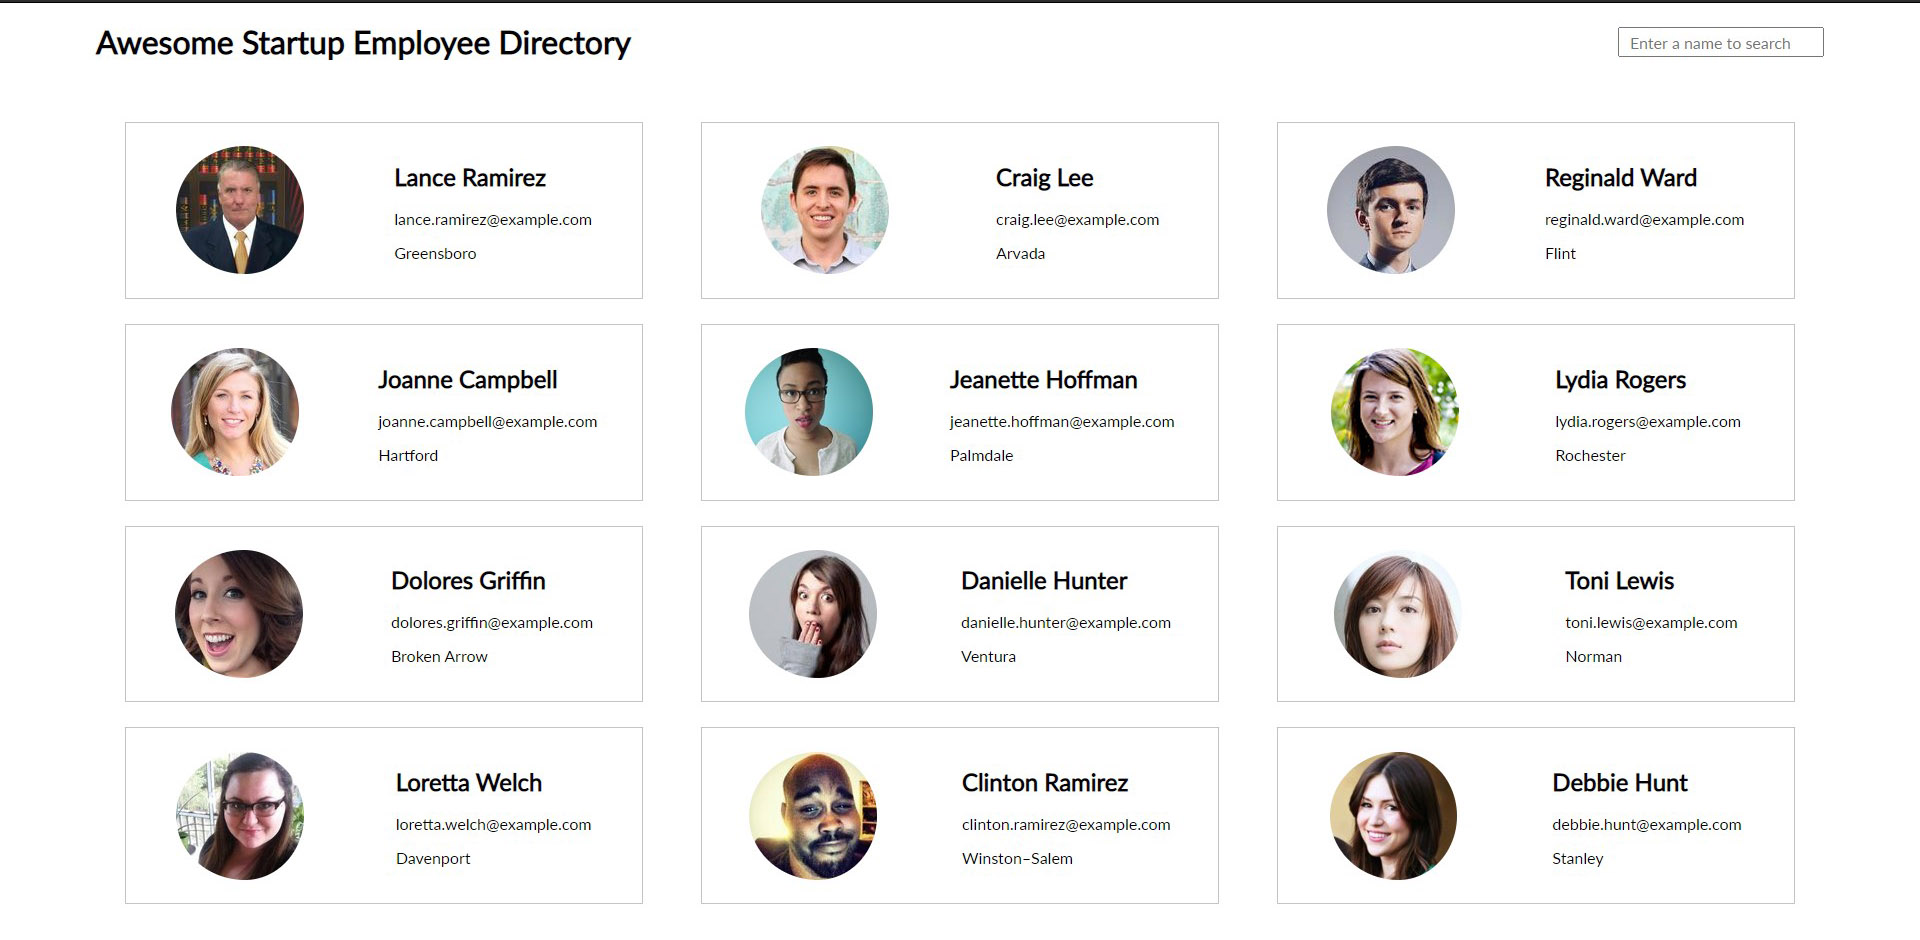 Awesome Startup Employee Directory
Enter a name to search
Lance Ramirez
lance.ramirez@example.com
Greensboro
Craig Lee
craig.lee@example.com
Arvada
Reginald Ward
reginald.ward@example.com
Flint
Joanne Campbell
joanne.campbell@example.com
Hartford
Jeanette Hoffman
jeanette.hoffman@example.com
Palmdale
Lydia Rogers
lydia.rogers@example.com
Rochester
Dolores Griffin
dolores.griffin@example.com
Broken Arrow
Danielle Hunter
danielle.hunter@example.com
Ventura
Toni Lewis
toni.lewis@example.com
Norman
Loretta Welch
loretta.welch@example.com
Davenport
Clinton Ramirez
clinton.ramirez@example.com
Winston–Salem
Debbie Hunt
debbie.hunt@example.com
Stanley